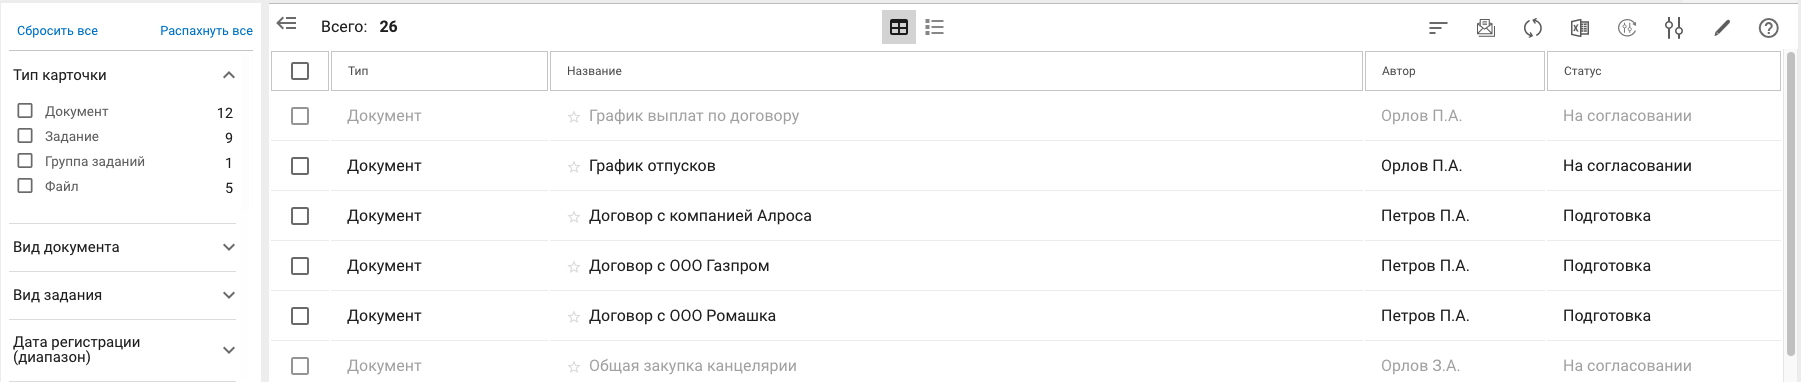 Сбросить все Распахнуть все
Всего: 26
Тип карточки
Документ 12
Задание 9
Группа заданий 1
Файл 5
Вид документа
Вид задания
Дата регистрации
(диапазон)
Тип Название Автор Статус
Документ График выплат по договору Орлов П.А. На согласовании
Документ График отпусков Орлов П.А. На согласовании
Документ Договор с компанией Алроса Петров П.А. Подготовка
Документ Договор с ООО Газпром Петров П.А. Подготовка
Документ Договор с ООО Ромашка Петров П.А. Подготовка
Документ Общая закупка канцелярии Орлов З.А. На согласовании